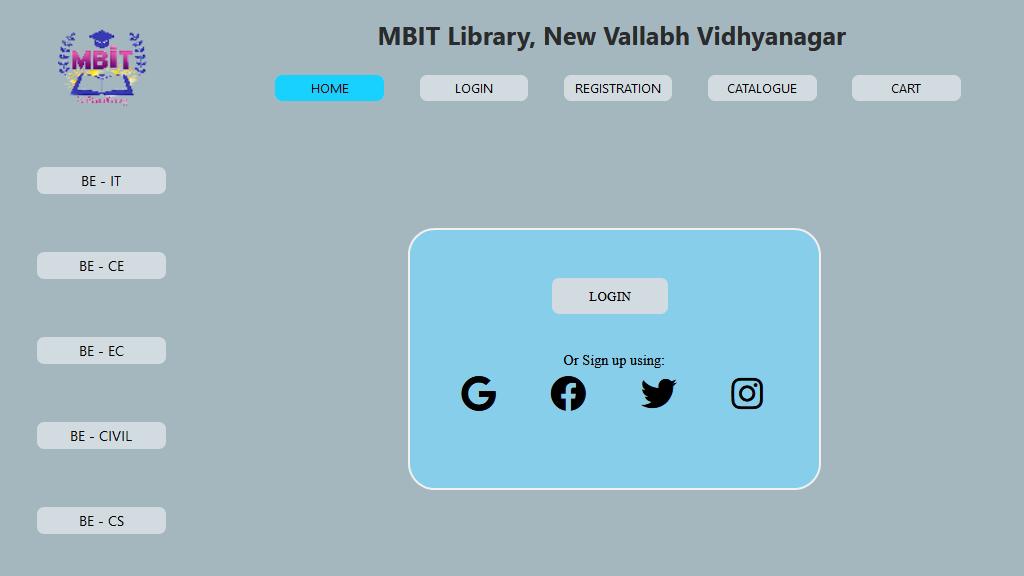 MBIT Library, New Vallabh Vidhyanagar
MBIT
HOME LOGIN REGISTRATION CATALOGUE CART
BE - IT
BE - CE
BE - EC
BE - CIVIL
BE - CS
LOGIN
Or Sign up using: